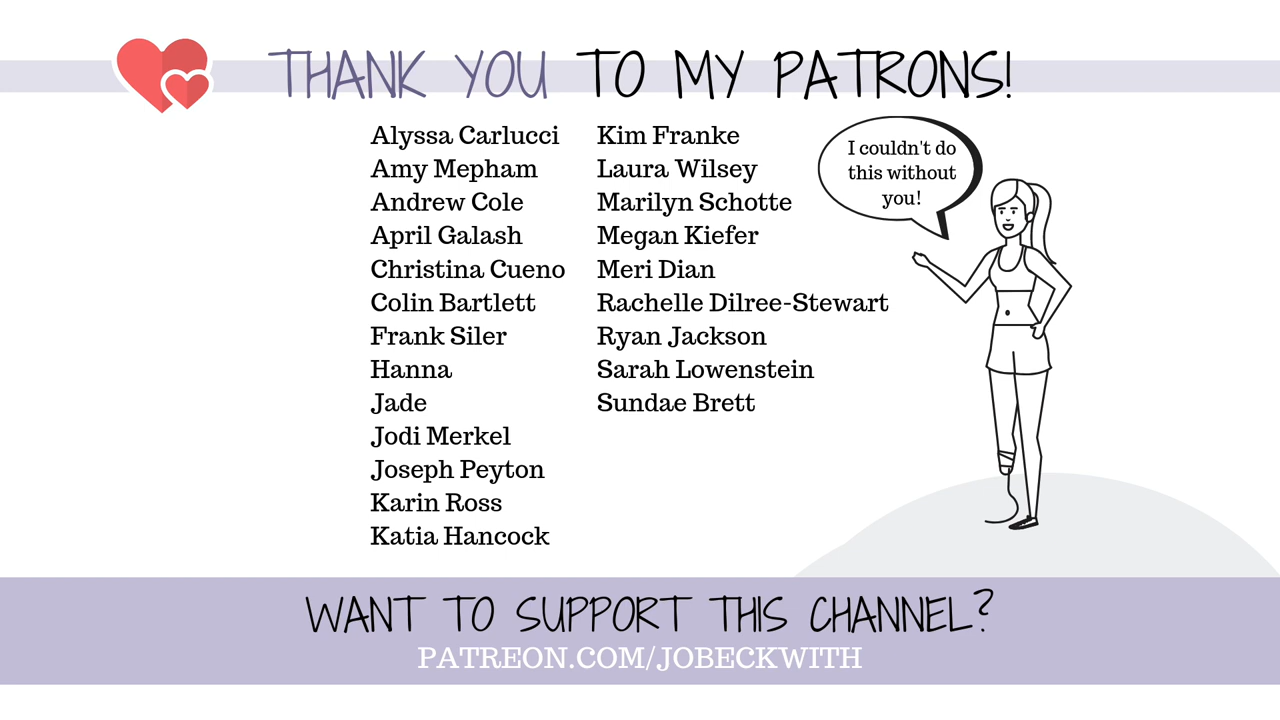 THANK YOU TO MY PATRONS!
Alyssa Carlucci
Amy Mepham
Andrew Cole
April Galash
Christina Cueno
Colin Bartlett
Frank Siler
Hanna
Jade
Jodi Merkel
Joseph Peyton
Karin Ross
Katia Hancock
Kim Franke
Laura Wilsey
Marilyn Schotte
Megan Kiefer
Meri Dian
Rachelle Dilree-Stewart
Ryan Jackson
Sarah Lowenstein
Sundae Brett
I couldn't do
this without
you!
WANT TO SUPPORT THIS CHANNEL?
PATREON.COM/JOBECKWITH